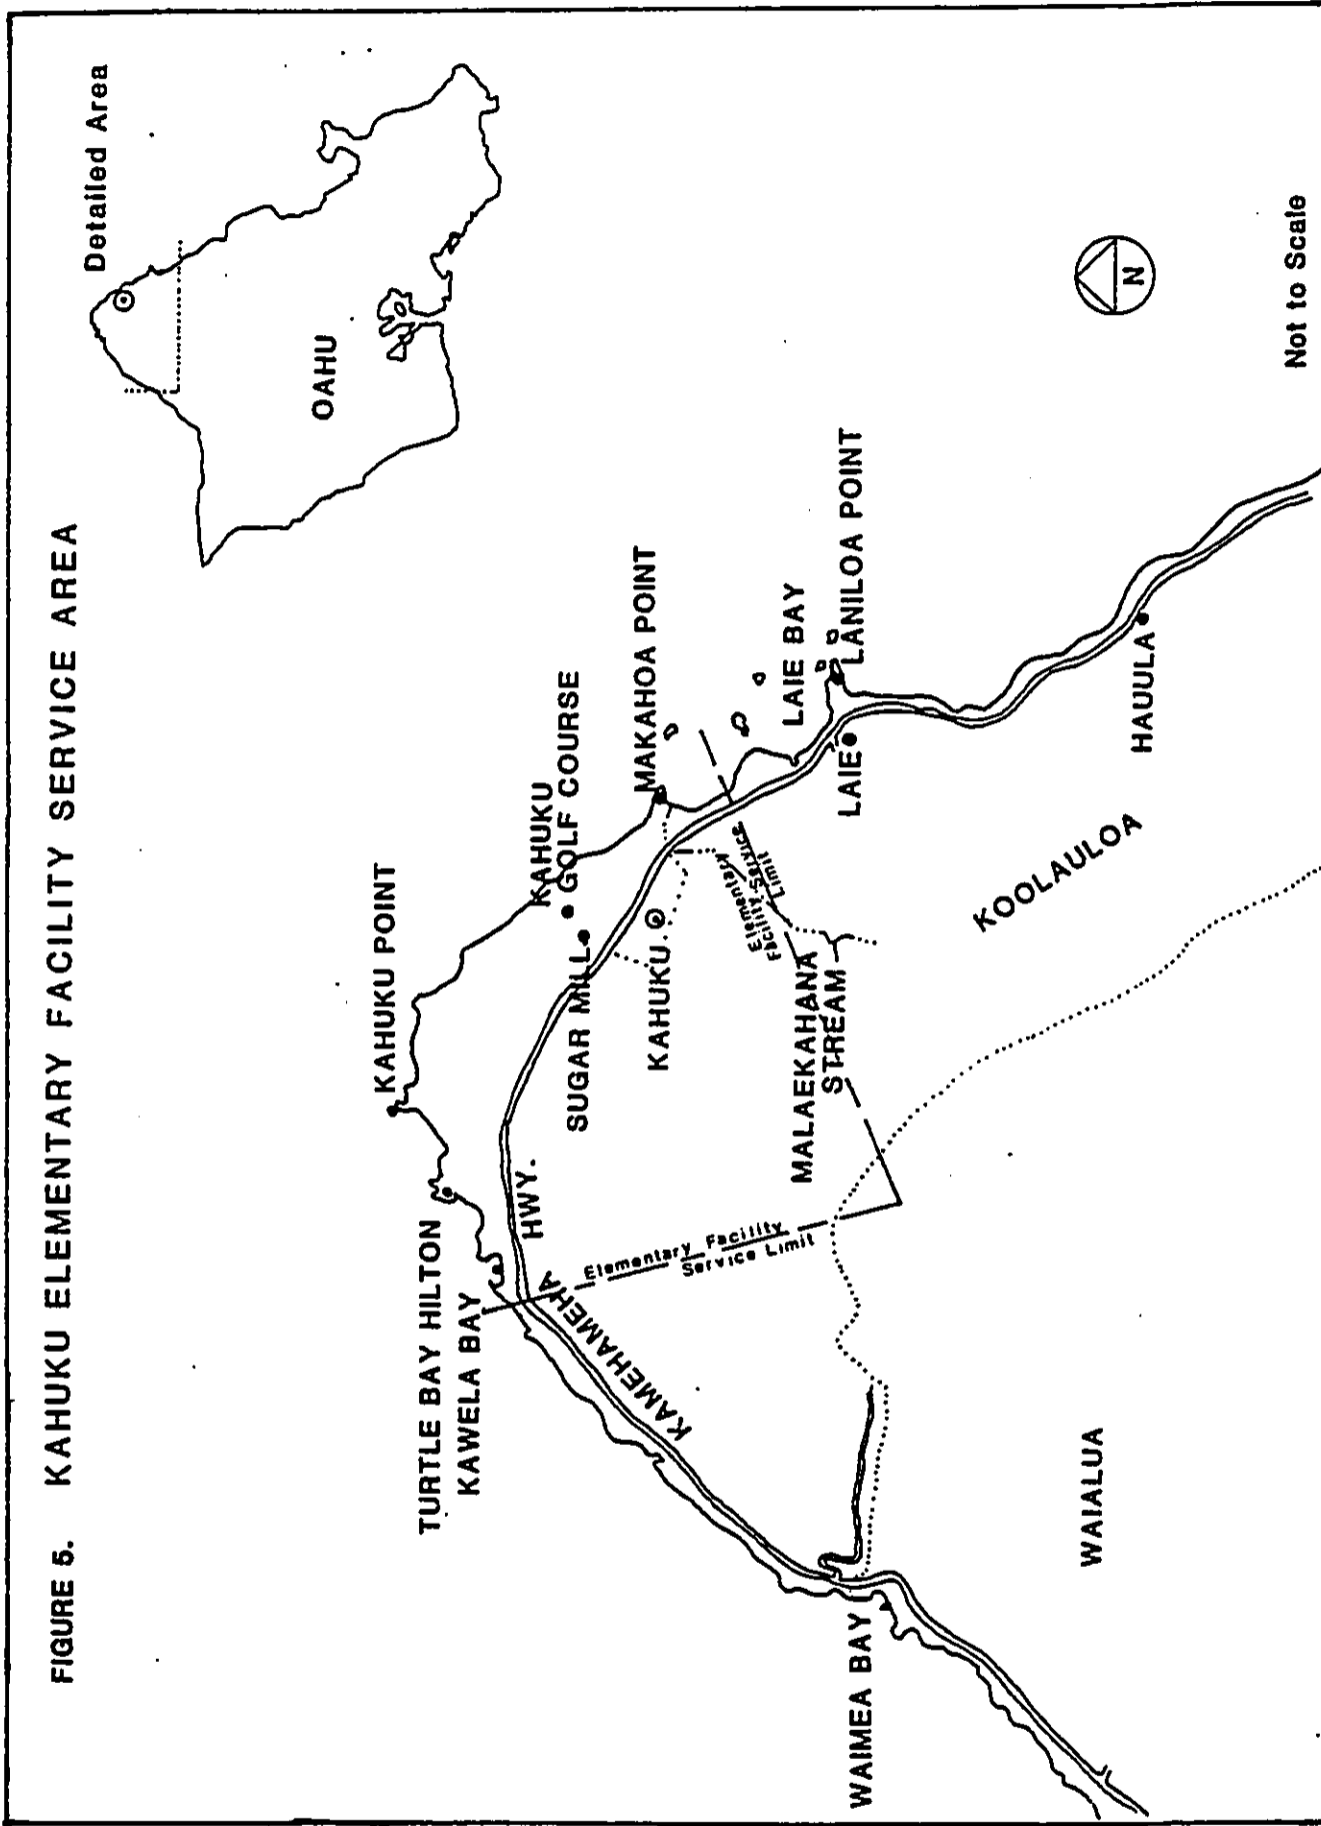 FIGURE 5. KAHUKU ELEMENTARY FACILITY SERVICE AREA
Detailed Area
OAHU
KAHUKU POINT
TURTLE BAY HILTON
KAWELA BAY
KAHUKU
GOLF COURSE
SUGAR MILL
HWY.
KAMEHAMEHA
MAKAHOA POINT
KAHUKU
Elementary
Facility Service
Limit
Elementary Facility
Service Limit
LAIE BAY
LANILOA POINT
LAIE
MALAEKAHANA
STREAM
KOOLAULOA
HAUULA
WAIMEA BAY
WAIALUA
N
Not to Scale